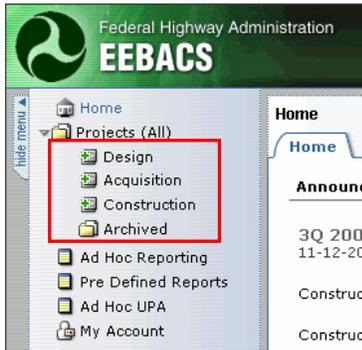 Federal Highway Administration
EEBACS
hide menu
Home
Projects (All)
Design
Acquisition
Construction
Archived
Ad Hoc Reporting
Pre Defined Reports
Ad Hoc UPA
My Account
Home
Home
Announ
3Q 200
11-12-20
Construc
Construc